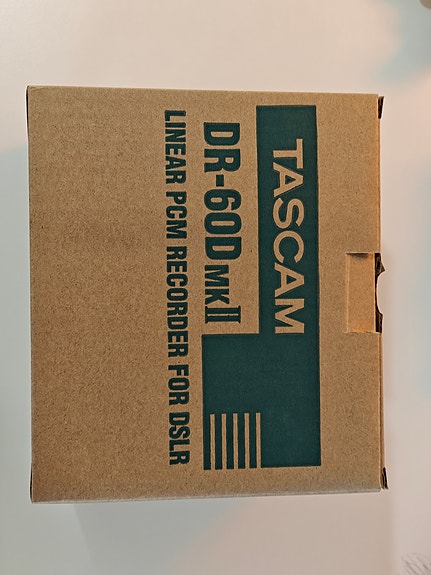 TASCAM
DR-60D MKII
LINEAR PCM RECORDER FOR DSLR